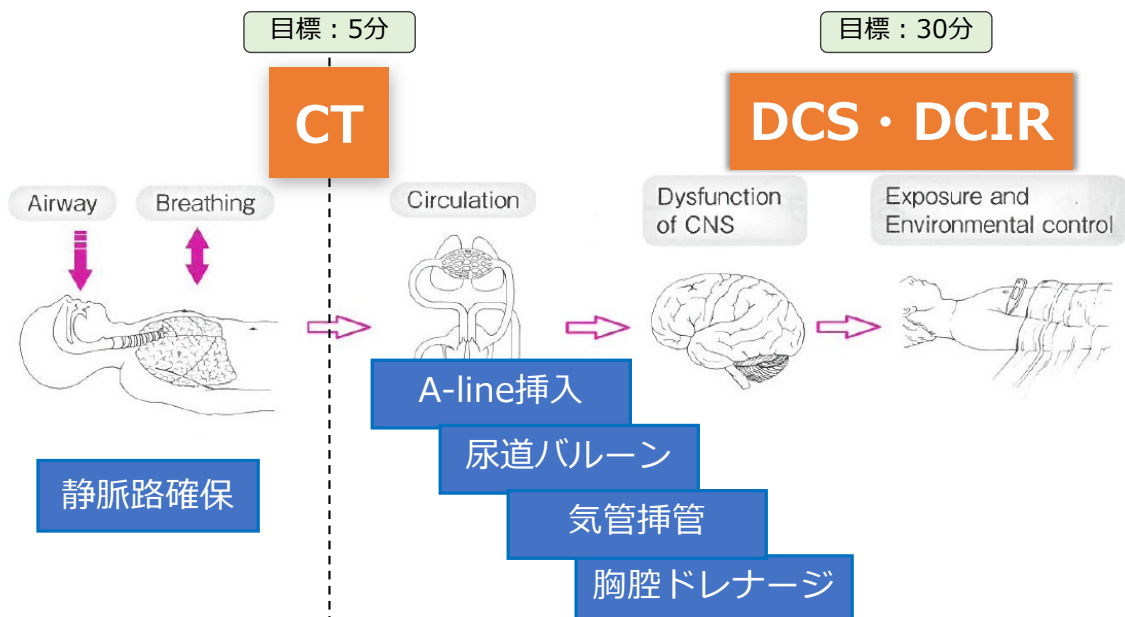 目標：5分
目標：30分
CT
DCS・DCIR
Airway
Breathing
Circulation
Dysfunction
of CNS
Exposure and
Environmental control
A-line挿入
尿道バルーン
静脈路確保
気管挿管
胸腔ドレナージ